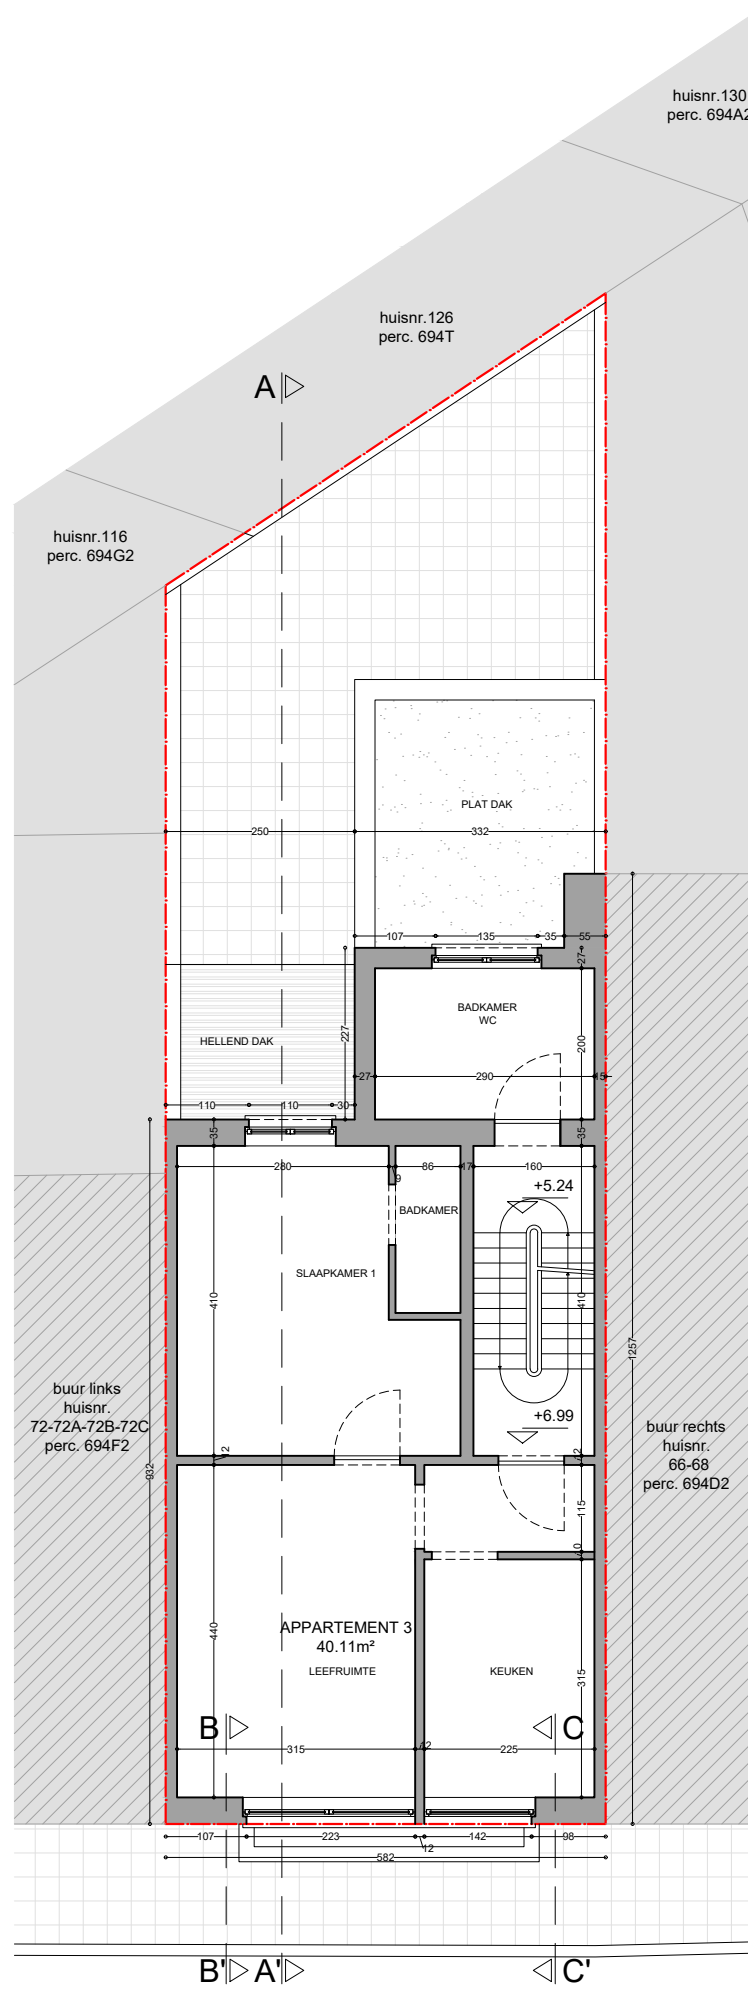 huisnr.130
perc. 694A2
huisnr.126
perc. 694T
A
huisnr.116
perc. 694G2
PLAT DAK
250
332
107
135
35
55
27
BADKAMER
WC
HELLEND DAK
227
200
27
290
15
110
110
30
35
35
280
9
86
17
160
+5.24
BADKAMER
SLAAPKAMER 1
410
410
1257
buur links
huisnr.
72-72A-72B-72C
perc. 694F2
+6.99
buur rechts
huisnr.
66-68
perc. 694D2
12
12
932
115
10
440
APPARTEMENT 3
40.11m²
LEEFRUIMTE
KEUKEN
315
B
C
315
12
225
107
223
12
142
98
582
B'
A'
C'